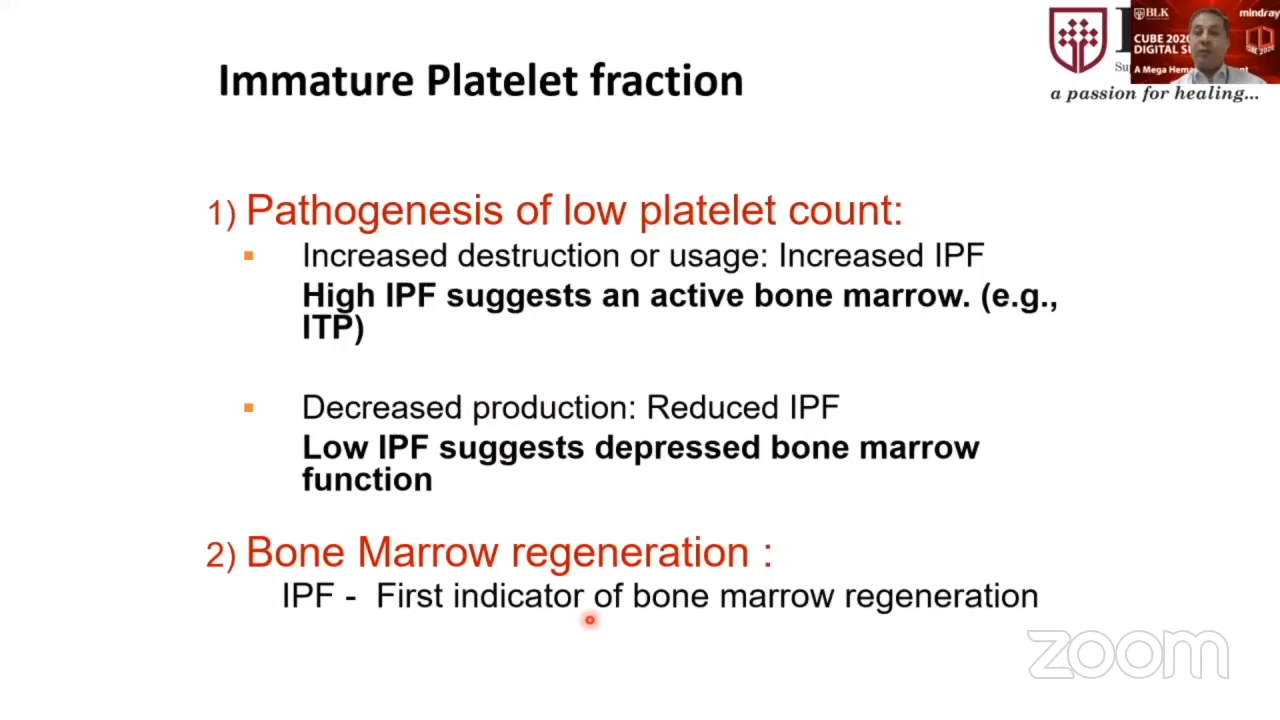 Immature Platelet fraction
BLK
mindray
CUBE 2020
DIGITAL
A Mega
a passion for healing...
1) Pathogenesis of low platelet count:
▪ Increased destruction or usage: Increased IPF
High IPF suggests an active bone marrow. (e.g.,
ITP)
▪ Decreased production: Reduced IPF
Low IPF suggests depressed bone marrow
function
2) Bone Marrow regeneration :
IPF - First indicator of bone marrow regeneration
zoom